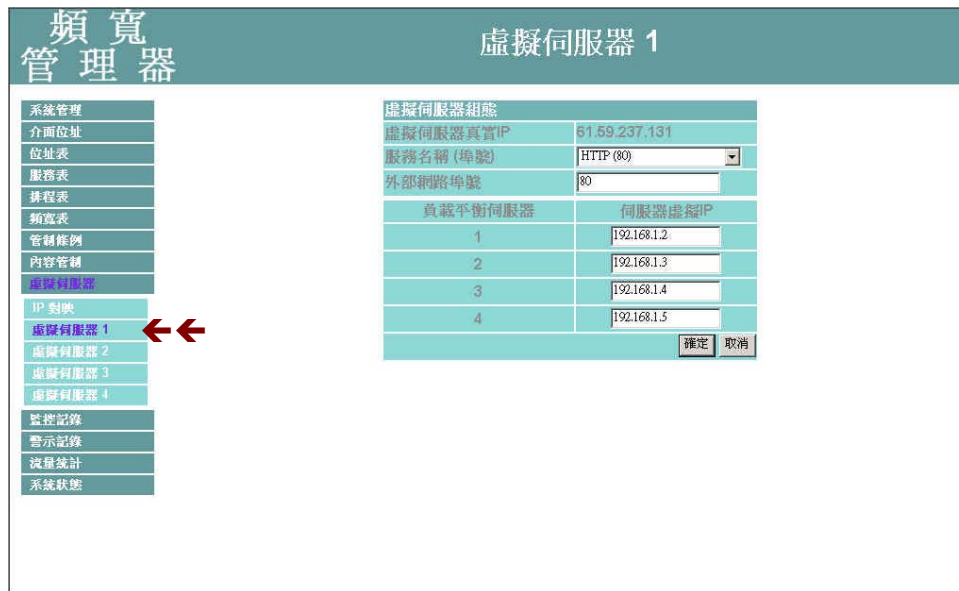 頻寬
管理器
虛擬伺服器 1
系統管理
介面位址
位址表
服務表
排程表
頻寬表
管制條例
內容管制
虛擬伺服器
IP 對映
虛擬伺服器 1
虛擬伺服器 2
虛擬伺服器 3
虛擬伺服器 4
監控記錄
警示記錄
流量統計
系統狀態
虛擬伺服器組態
虛擬伺服器真實IP 61.59.237.131
服務名稱 (埠號) HTTP (80)
外部網路埠號 80
負載平衡伺服器 伺服器虛擬IP
1 192.168.1.2
2 192.168.1.3
3 192.168.1.4
4 192.168.1.5
確定 取消